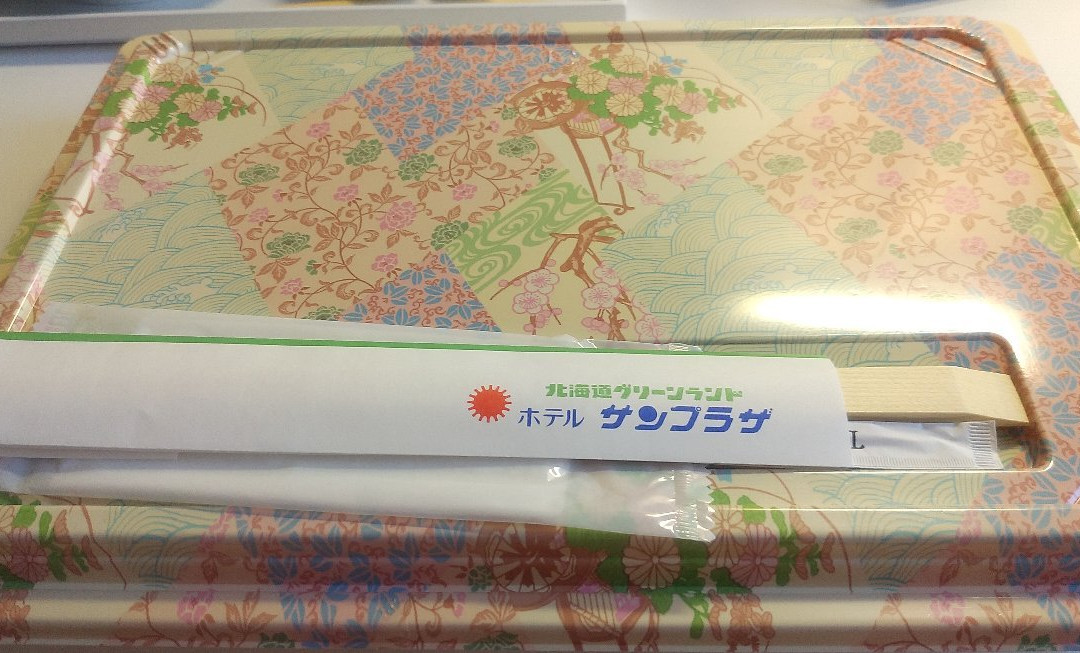 北海道グリーンランド
ホテル サンプラザ
L